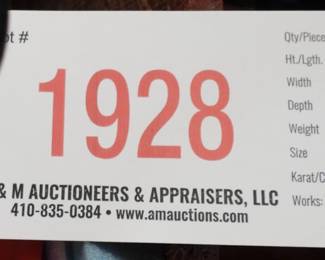 ot #
1928
& M AUCTIONEERS & APPRAISERS, LLC
410-835-0384 • www.amauctions.com
Qty/Piece
Ht./Lgth.
Width
Depth
Weight
Size
Karat/C
Works: